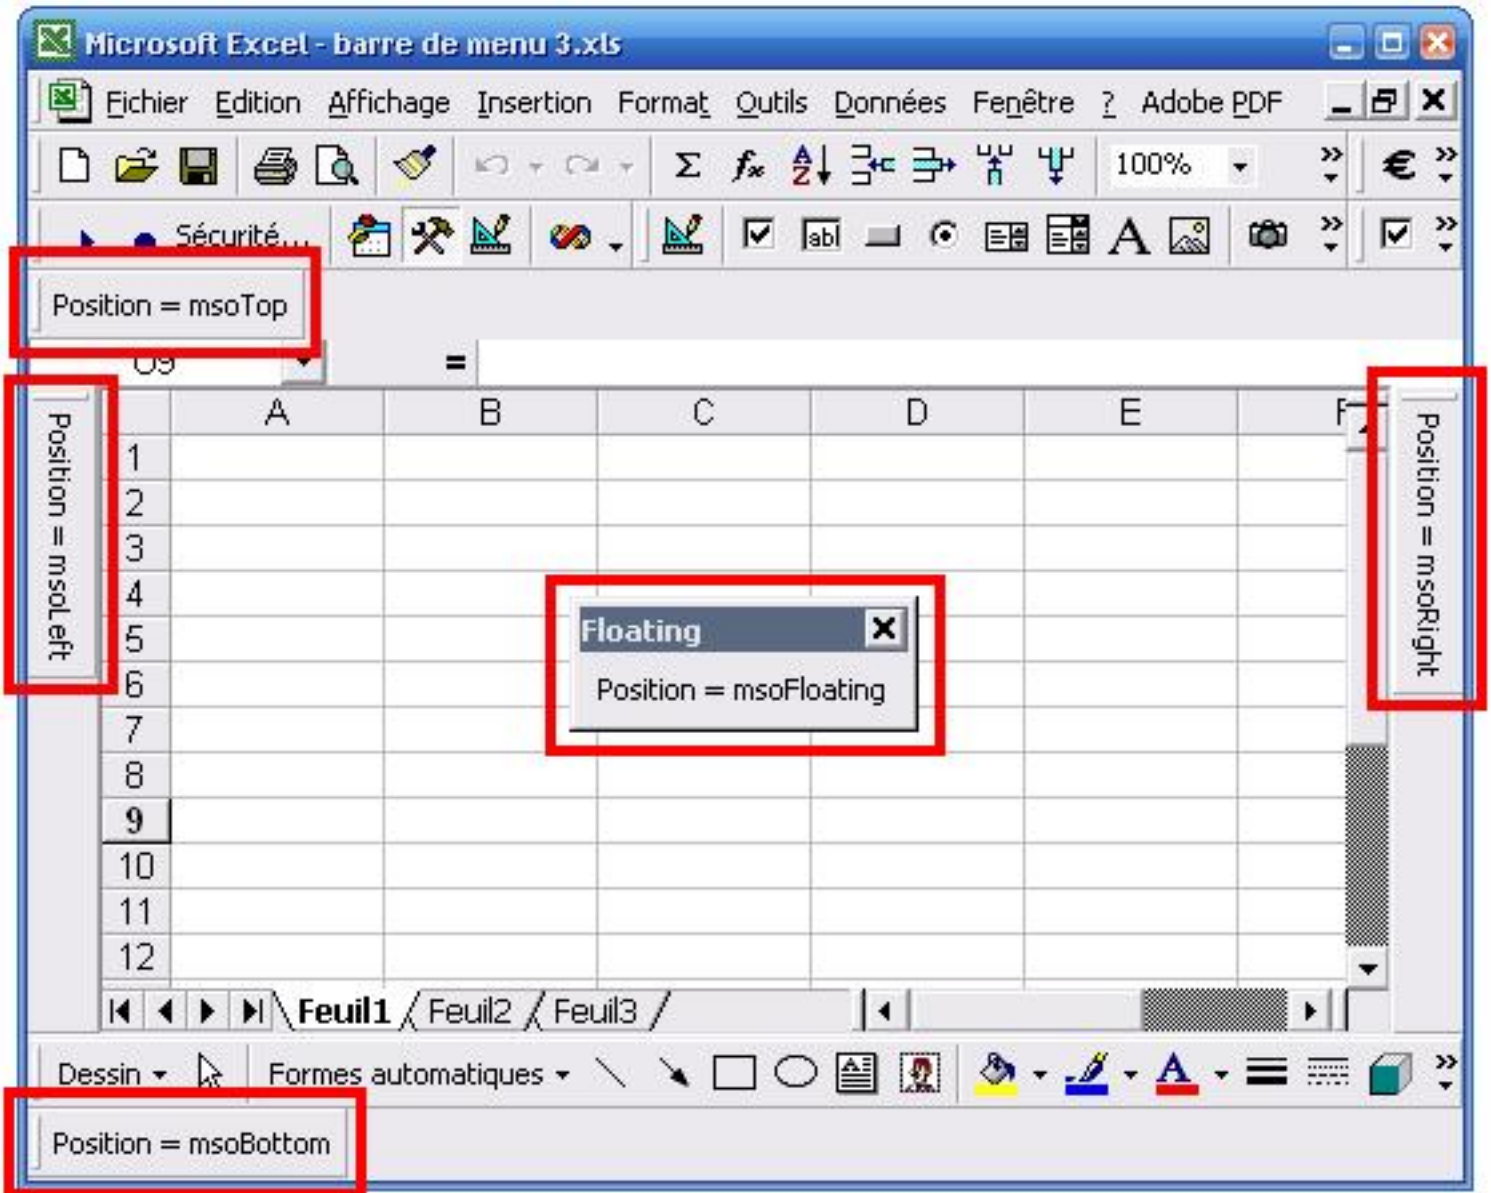 Microsoft Excel - barre de menu 3.xls
Fichier Edition Affichage Insertion Format Outils Données Fenêtre ? Adobe PDF
100% €
Sécurité...
Position = msoTop
=
A B C D E
Position = msoLeft
Position = msoRight
1
2
3
4
5
6
7
8
9
10
11
12
Floating
Position = msoFloating
Feuil1 Feuil2 Feuil3
Dessin Formes automatiques
Position = msoBottom